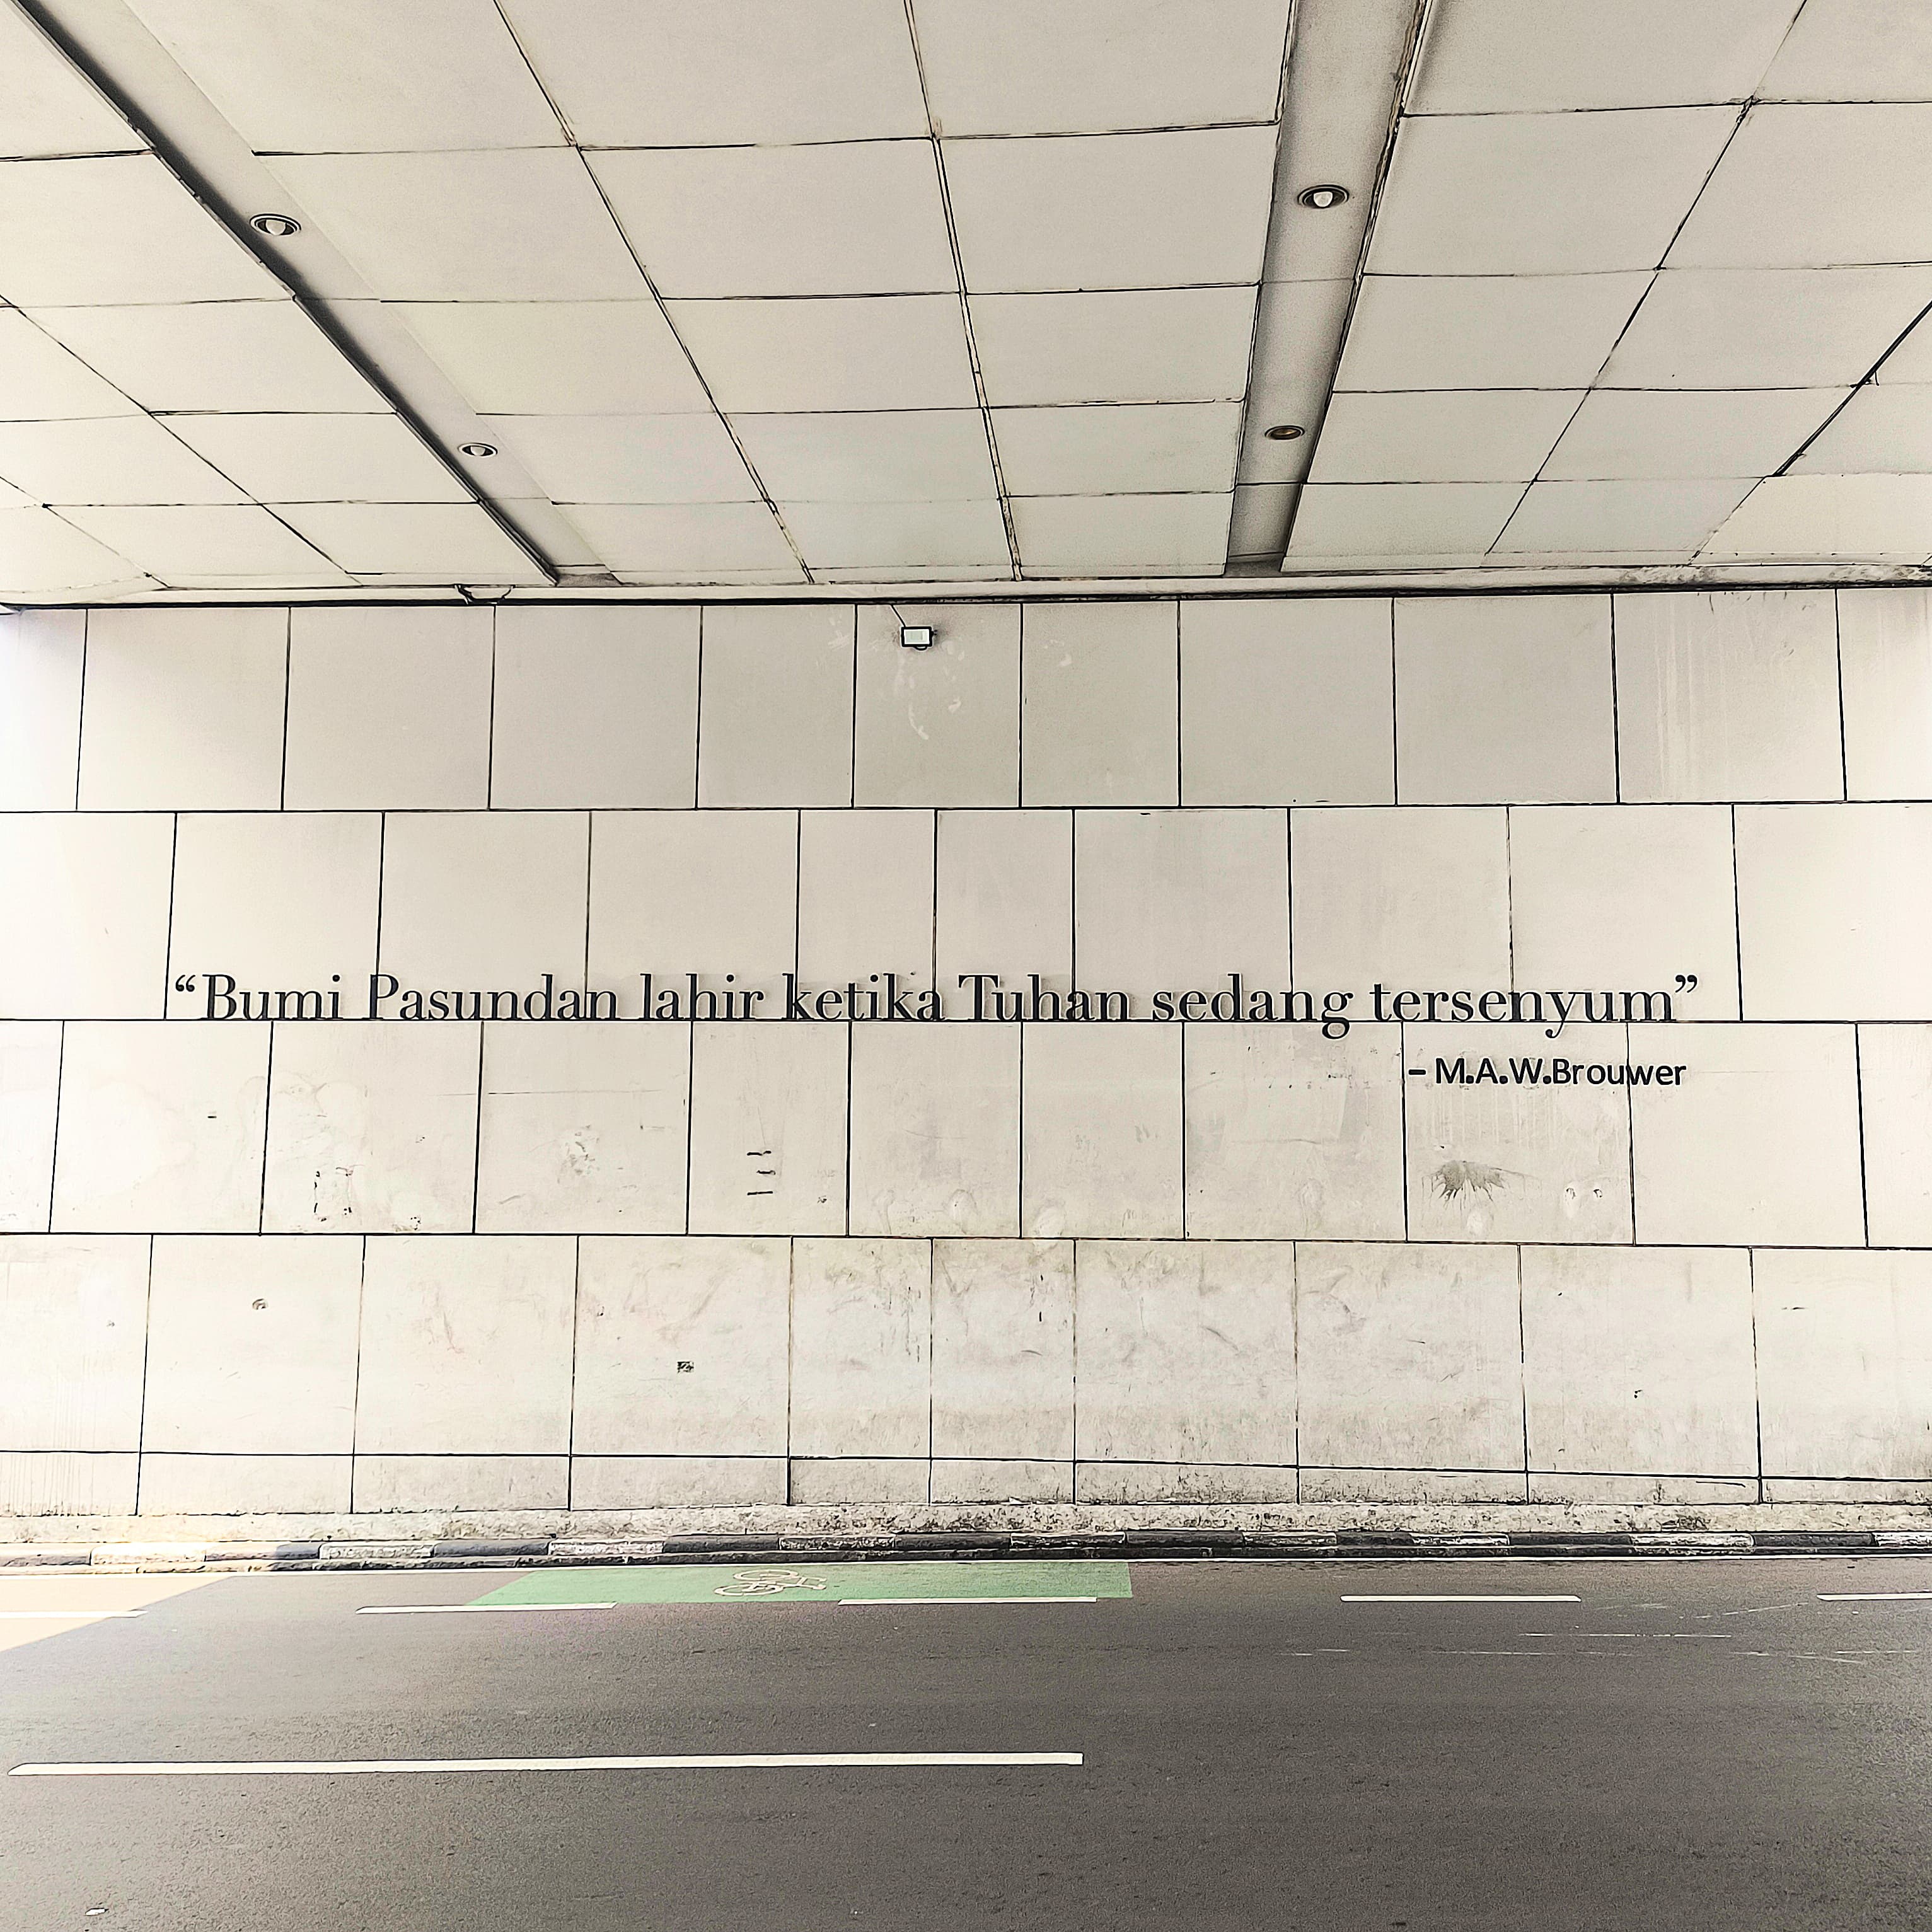 “Bumi Pasundan lahir ketika Tuhan sedang tersenyum”
– M.A.W.Brouwer